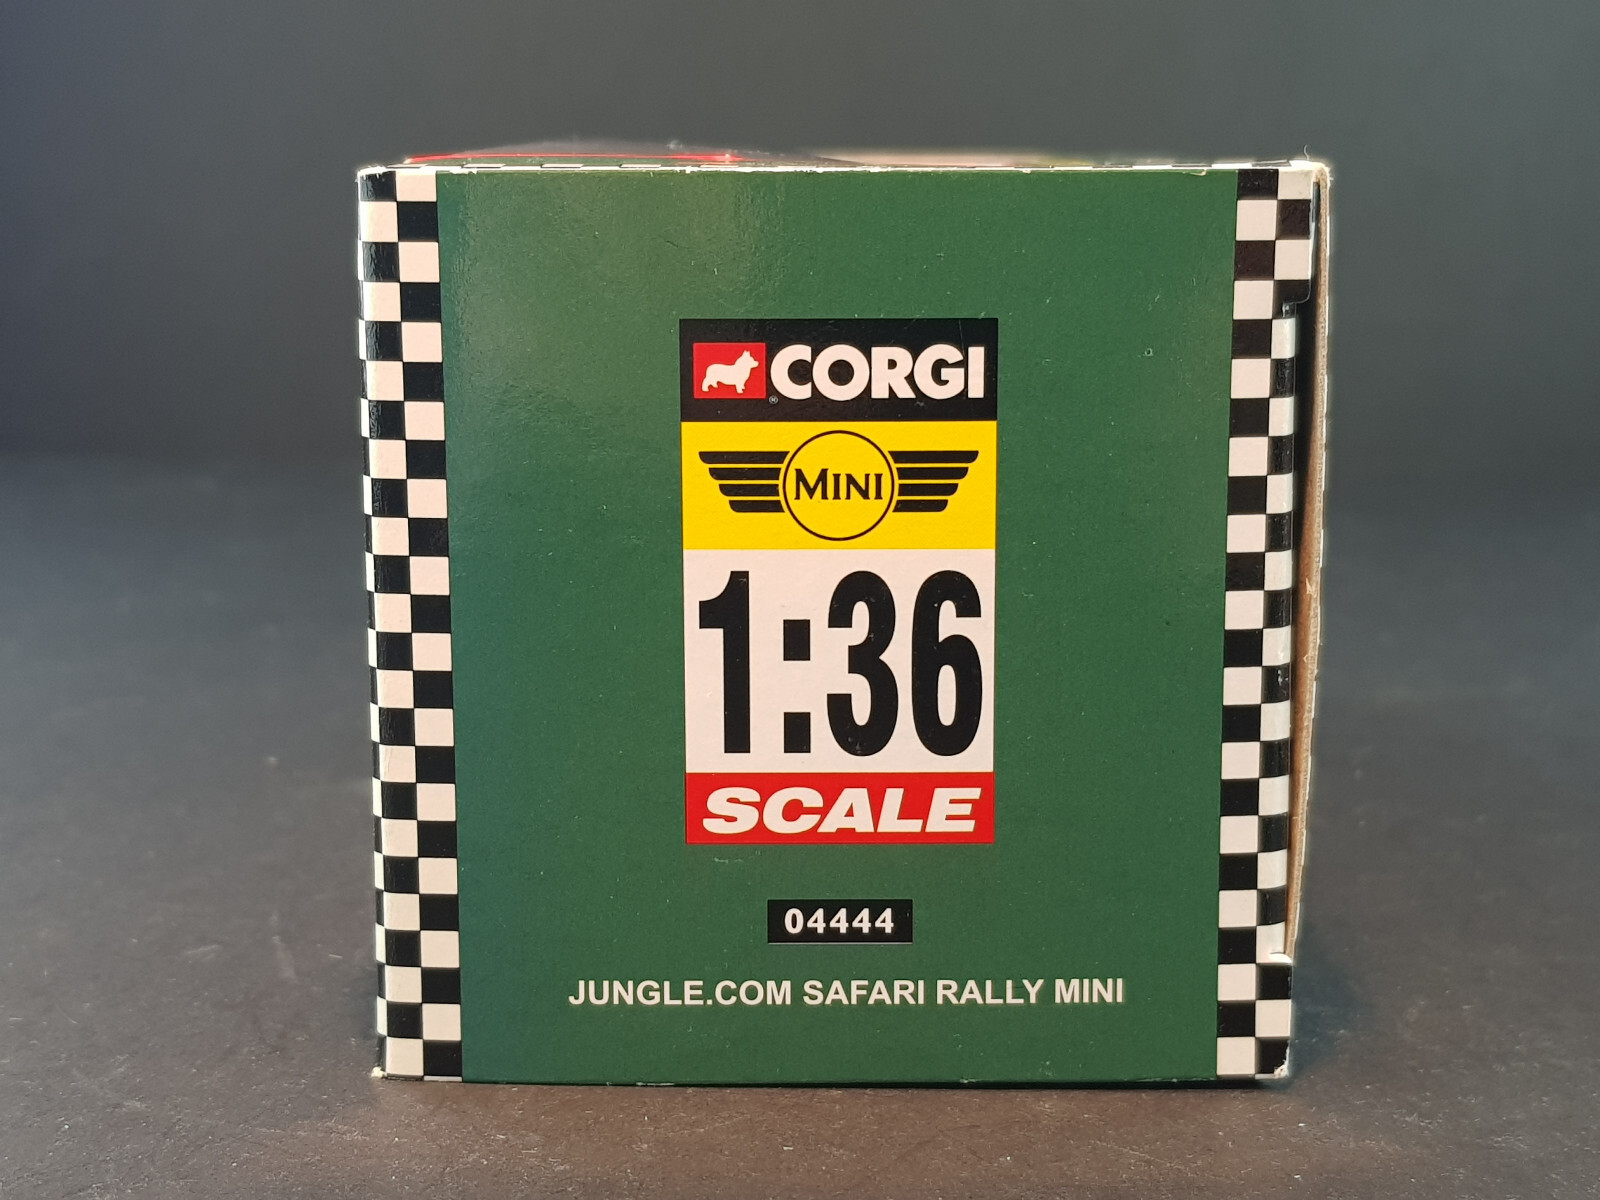 CORGI
MINI
1:36
SCALE
04444
JUNGLE.COM SAFARI RALLY MINI